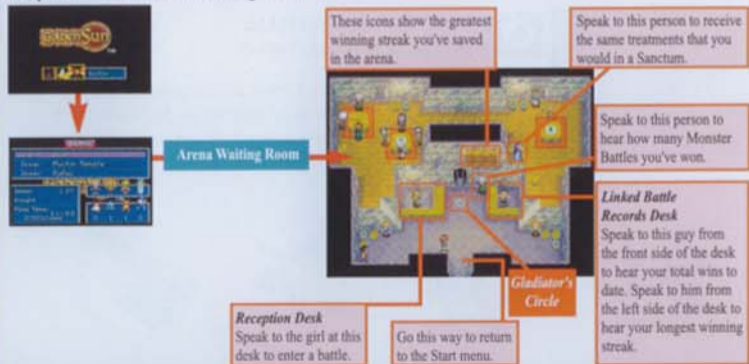 Golden Sun
These icons show the greatest
winning streak you've saved
in the arena.
Speak to this person to receive
the same treatments that you
would in a Sanctum.
Arena Waiting Room
Speak to this person to
hear how many Monster
Battles you've won.
Linked Battle
Records Desk
Speak to this guy from
the front side of the desk
to hear your total wins to
date. Speak to him from
the left side of the desk to
hear your longest winning
streak.
Gladiator's
Circle
Reception Desk
Speak to the girl at this
desk to enter a battle.
Go this way to return
to the Start menu.